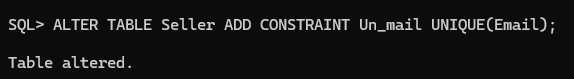 SQL> ALTER TABLE Seller ADD CONSTRAINT Un_mail UNIQUE(Email);
Table altered.